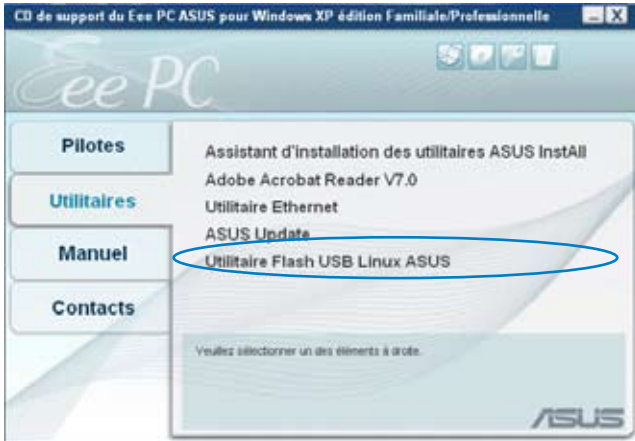 CD de support du Eee PC ASUS pour Windows XP édition Familiale/Professionnelle
Eee PC
Pilotes
Utilitaires
Manuel
Contacts
Assistant d'installation des utilitaires ASUS InstAll
Adobe Acrobat Reader V7.0
Utilitaire Ethernet
ASUS Update
Utilitaire Flash USB Linux ASUS
Veuillez sélectionner un des éléments à droite.
ASUS